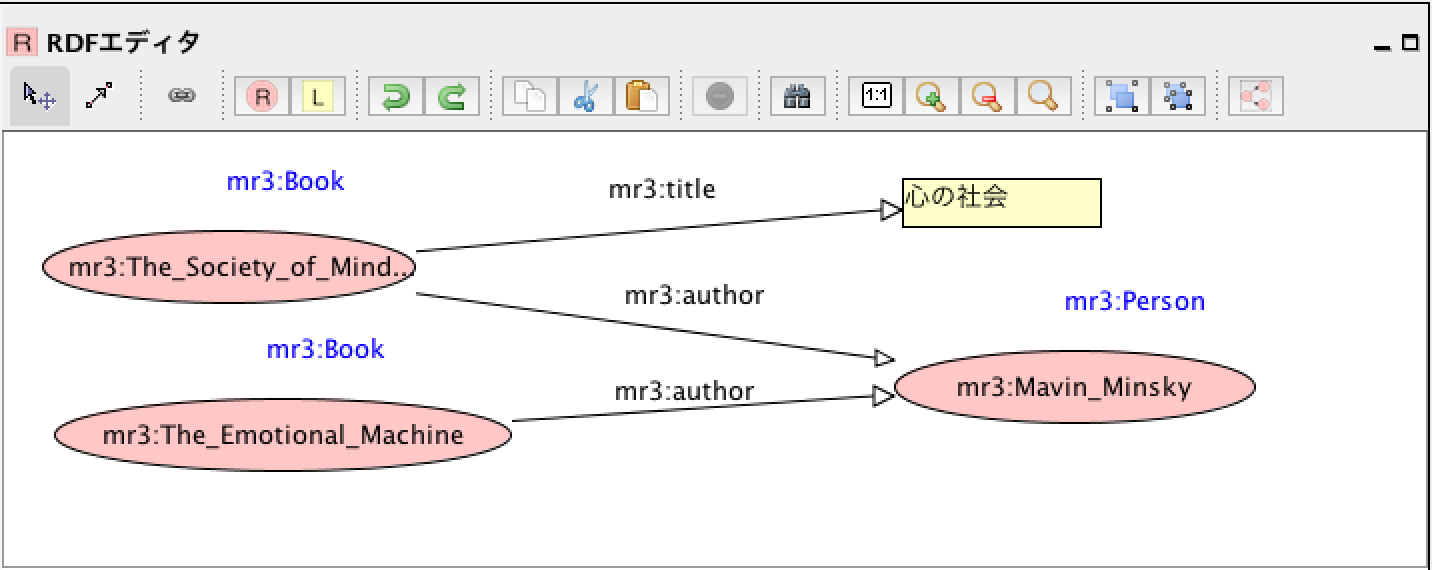 R RDFエディタ
R L 1:1
mr3:Book
mr3:title
心の社会
mr3:The_Society_of_Mind..
mr3:author
mr3:Person
mr3:Book
mr3:author
mr3:Mavin_Minsky
mr3:The_Emotional_Machine